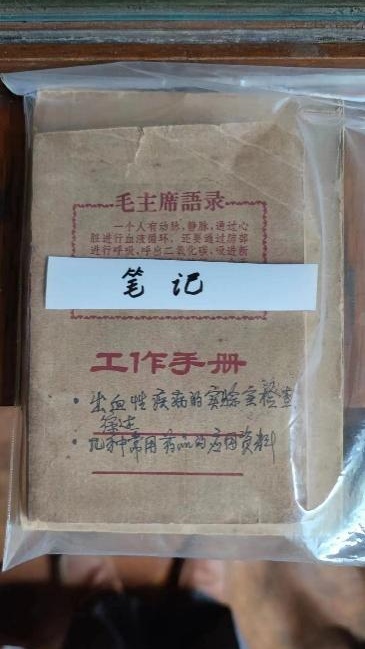 毛主席語录
一个人有动脉、静脉,通过心
脏进行血液循环,还要通过肺部
进行呼吸,呼出二氧化碳,吸进新
笔记
工作手册
· 出血性疾病的实验室检查
· 几种常用药品的应用资料